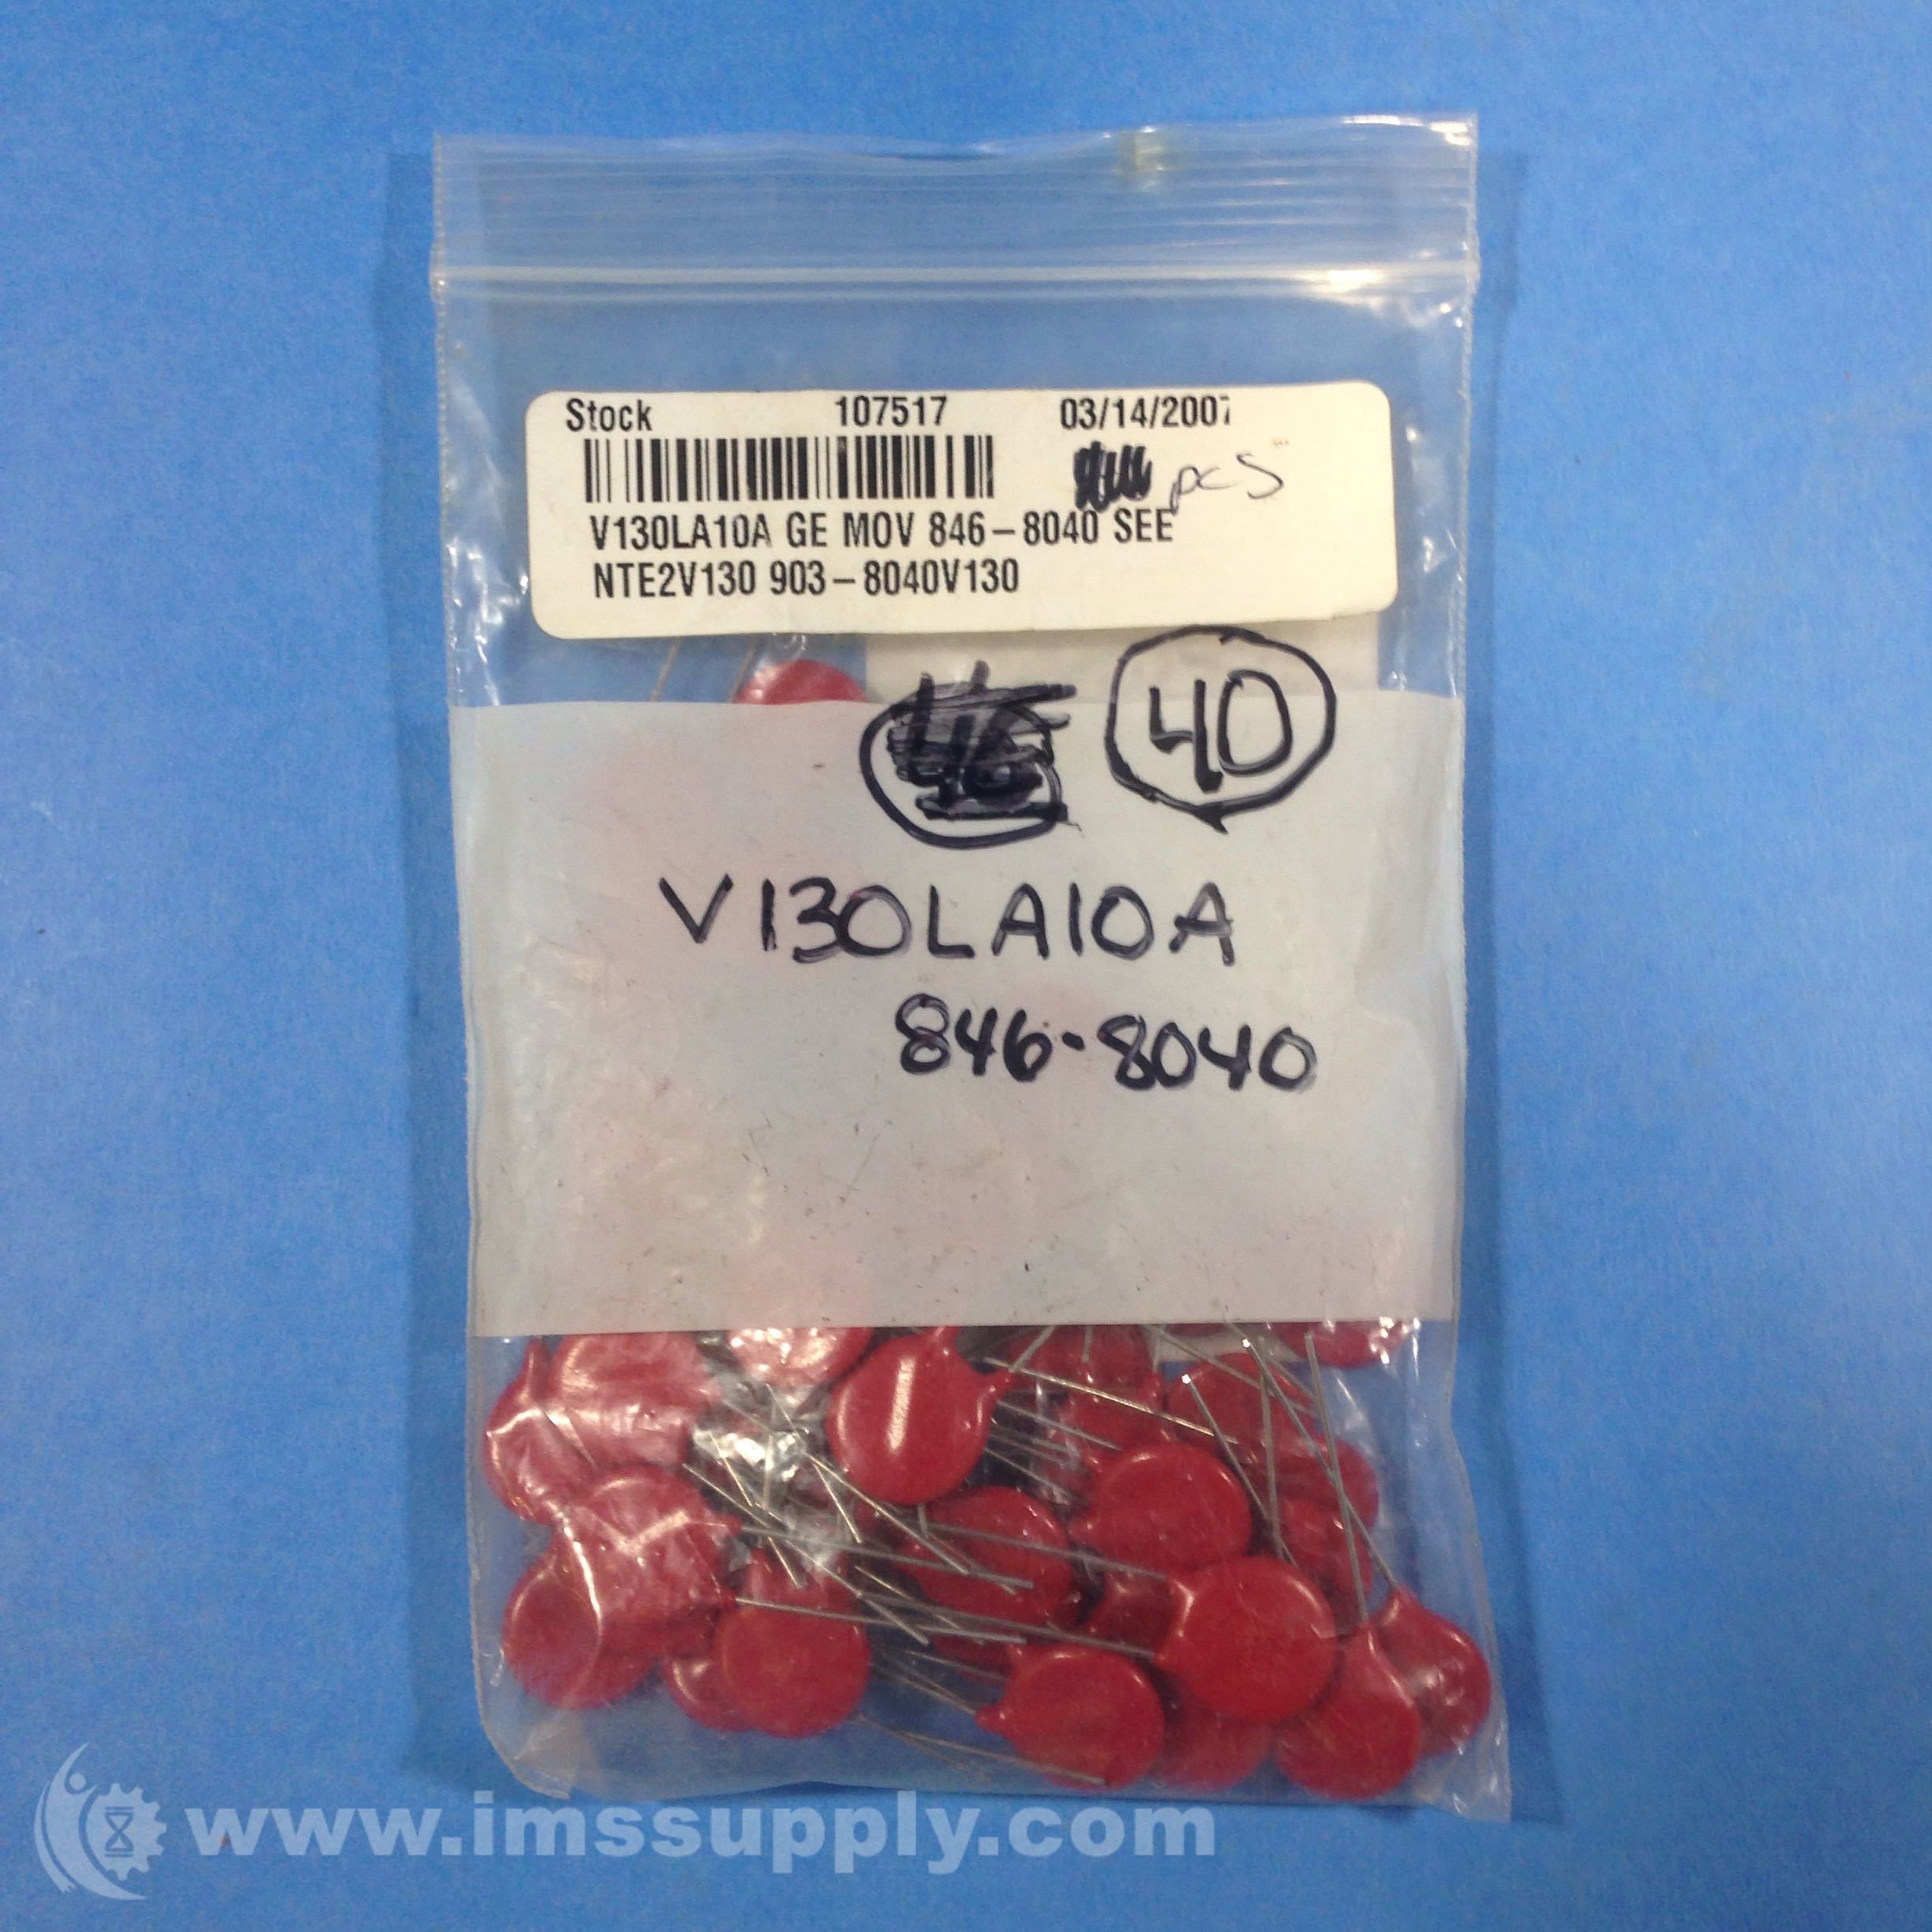 Stock 107517 03/14/2007
pcs
V130LA10A GE MOV 846-8040 SEE
NTE2V130 903-8040V130
40
V130LA10A
846-8040
www.imssupply.com